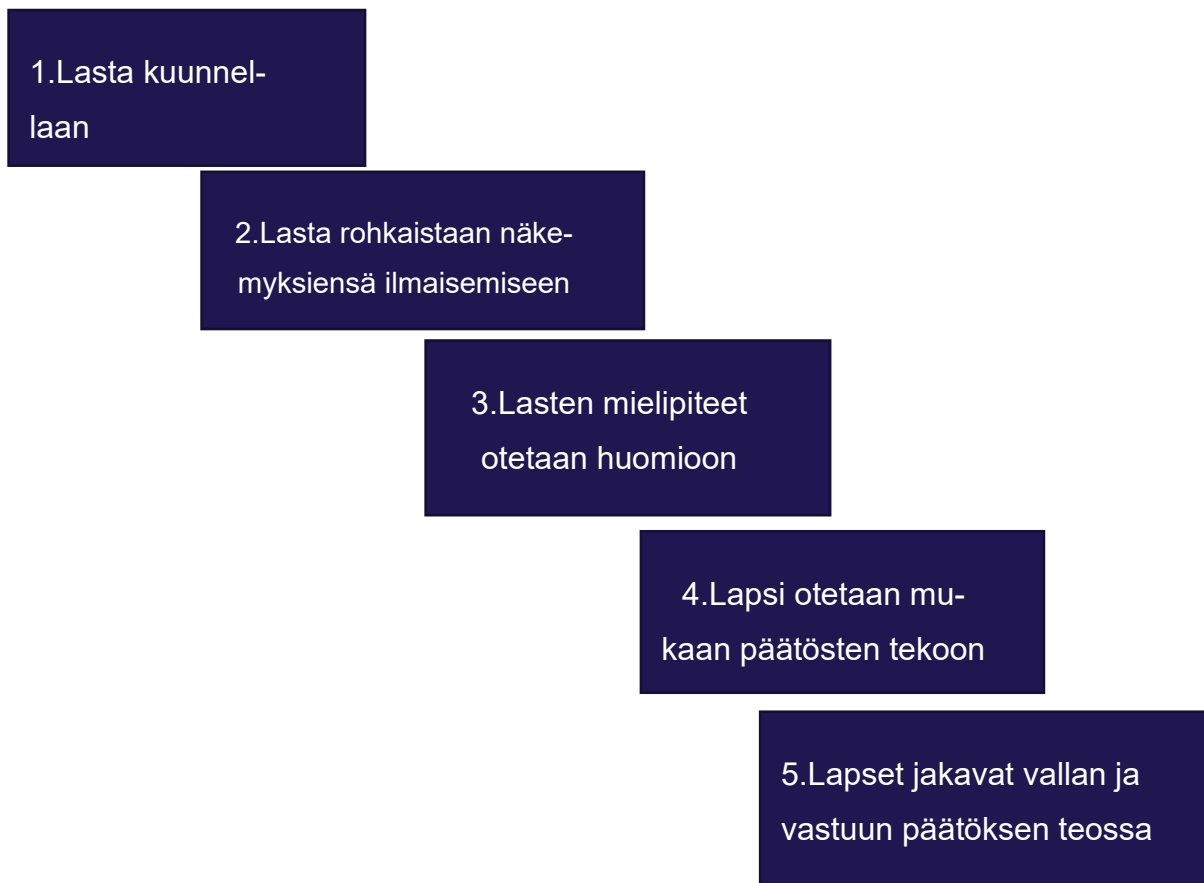 1.Lasta kuunnel-
laan
2.Lasta rohkaistaan näke-
myksiensä ilmaisemiseen
3.Lasten mielipiteet
otetaan huomioon
4.Lapsi otetaan mu-
kaan päätösten tekoon
5.Lapset jakavat vallan ja
vastuun päätöksen teossa